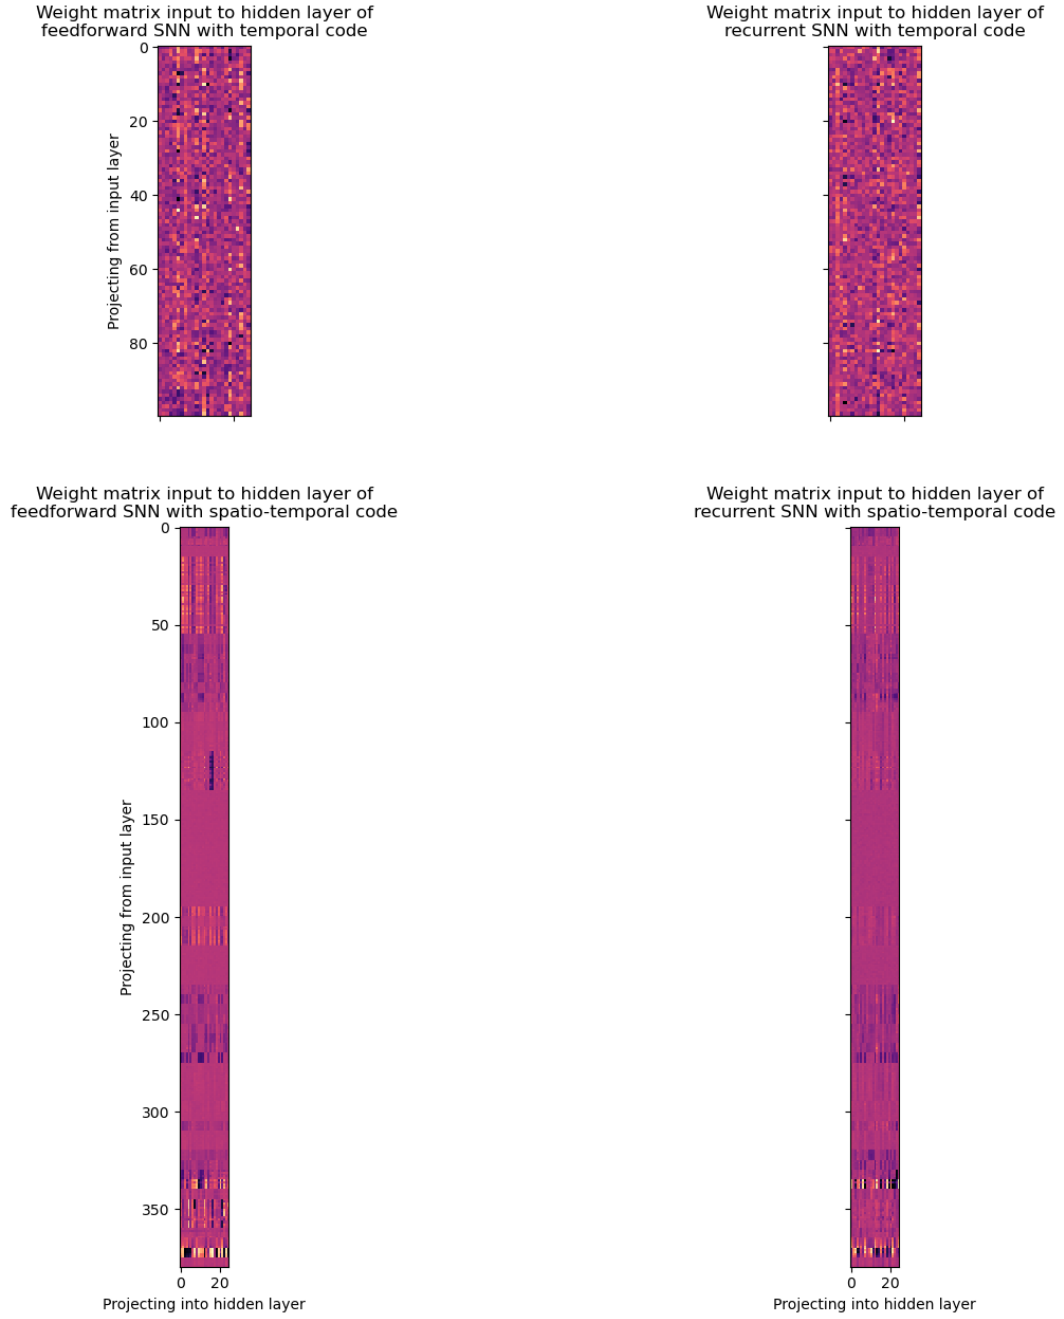 Weight matrix input to hidden layer of
feedforward SNN with temporal code
Weight matrix input to hidden layer of
recurrent SNN with temporal code
0
20
40
60
80
Projecting from input layer
Weight matrix input to hidden layer of
feedforward SNN with spatio-temporal code
Weight matrix input to hidden layer of
recurrent SNN with spatio-temporal code
0
50
100
150
200
250
300
350
Projecting from input layer
0 20
Projecting into hidden layer
0 20
Projecting into hidden layer